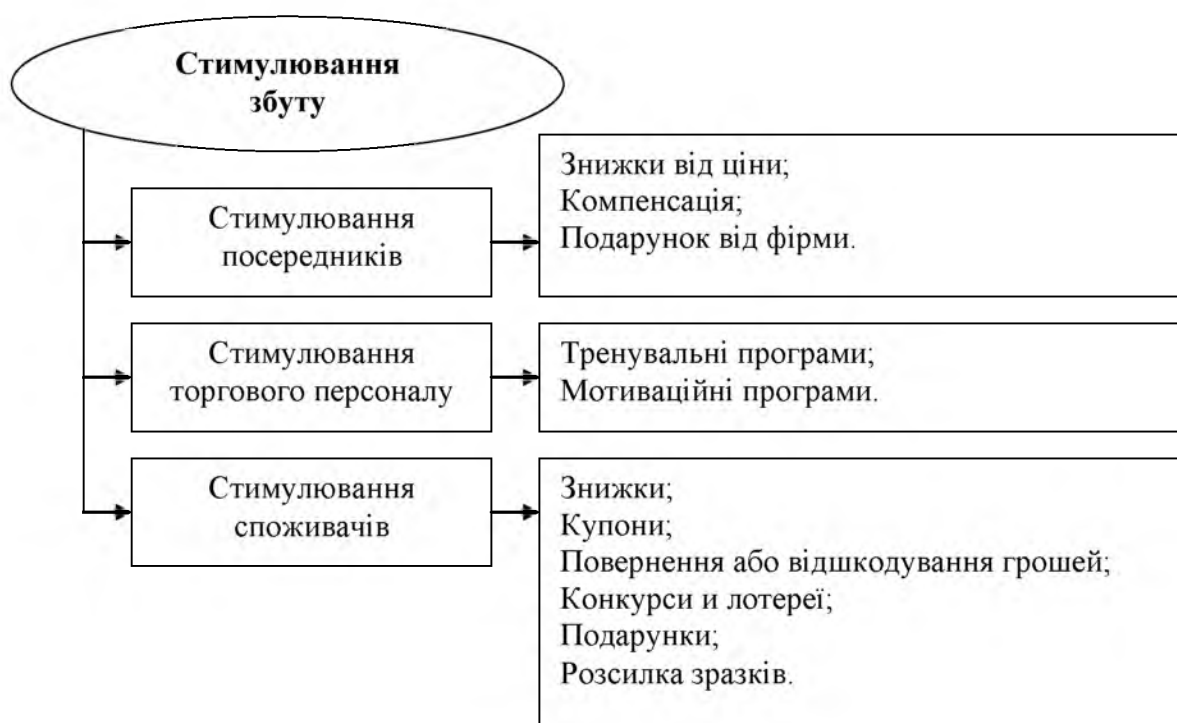 Стимулювання
збуту
Стимулювання
посередників
Знижки від ціни;
Компенсація;
Подарунок від фірми.
Стимулювання
торгового персоналу
Тренувальні програми;
Мотиваційні програми.
Стимулювання
споживачів
Знижки;
Купони;
Повернення або відшкодування грошей;
Конкурси и лотереї;
Подарунки;
Розсилка зразків.